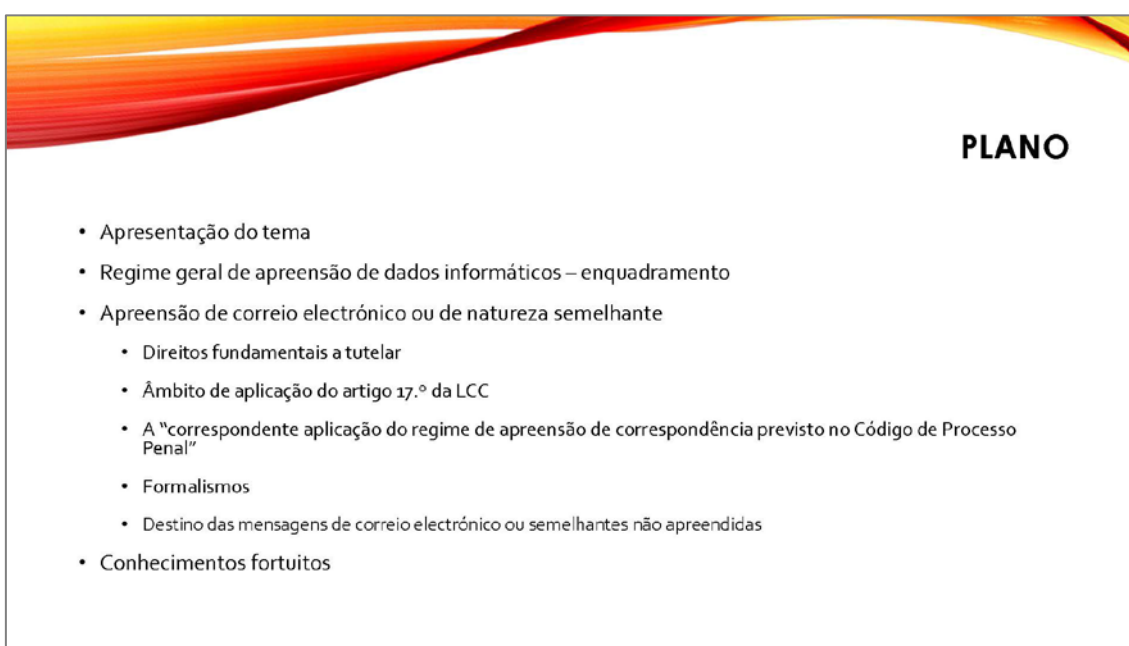 PLANO
• Apresentação do tema
• Regime geral de apreensão de dados informáticos – enquadramento
• Apreensão de correio electrónico ou de natureza semelhante
• Direitos fundamentais a tutelar
• Âmbito de aplicação do artigo 17.º da LCC
• A “correspondente aplicação do regime de apreensão de correspondência previsto no Código de Processo
Penal”
• Formalismos
• Destino das mensagens de correio electrónico ou semelhantes não apreendidas
• Conhecimentos fortuitos